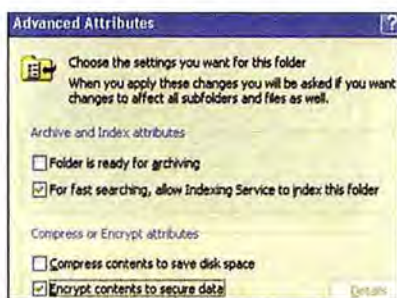 Advanced Attributes ?
Choose the settings you want for this folder
When you apply these changes you will be asked if you want
changes to affect all subfolders and files as well.
Archive and Index attributes
Folder is ready for archiving
For fast searching, allow Indexing Service to index this folder
Compress or Encrypt attributes
Compress contents to save disk space
Encrypt contents to secure data
Details